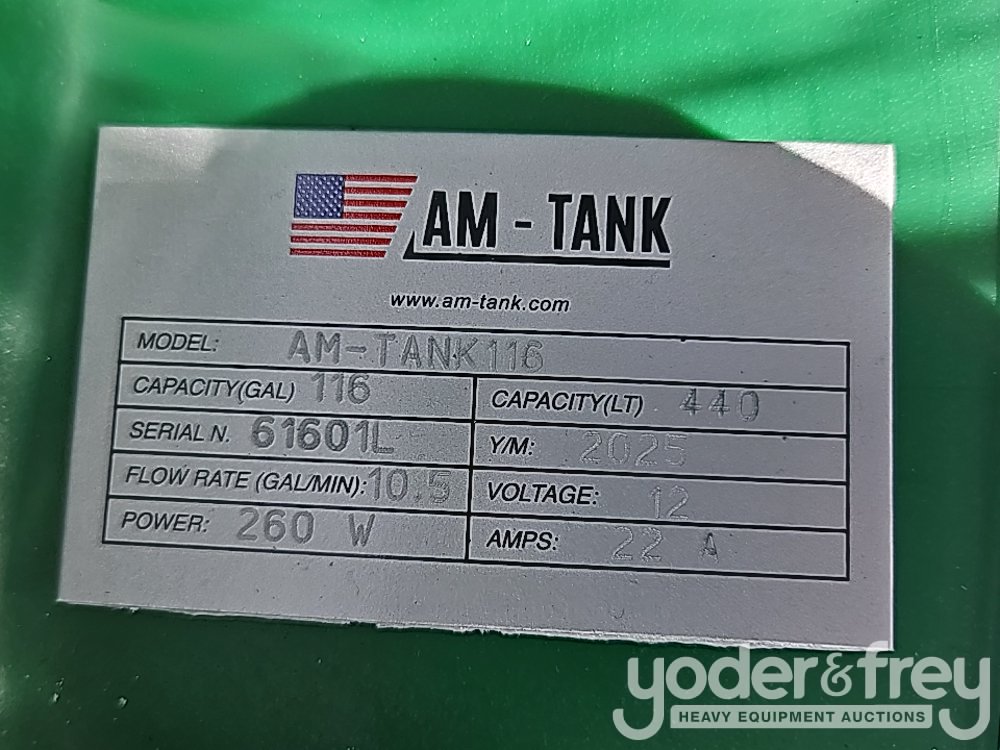 AM - TANK
www.am-tank.com
MODEL: AM-TANK116
CAPACITY(GAL) 116 CAPACITY(LT) 440
SERIAL N. 61601L Y/M: 2025
FLOW RATE (GAL/MIN): 10.5 VOLTAGE: 12
POWER: 260 W AMPS: 22 A
yoder&frey
HEAVY EQUIPMENT AUCTIONS